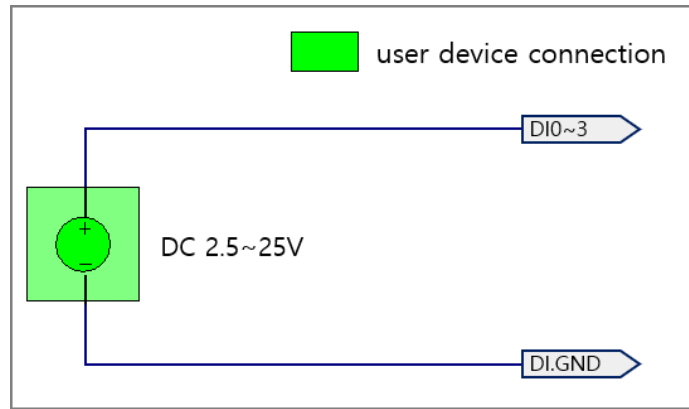 user device connection
DI0~3
+
DC 2.5~25V
−
DI.GND